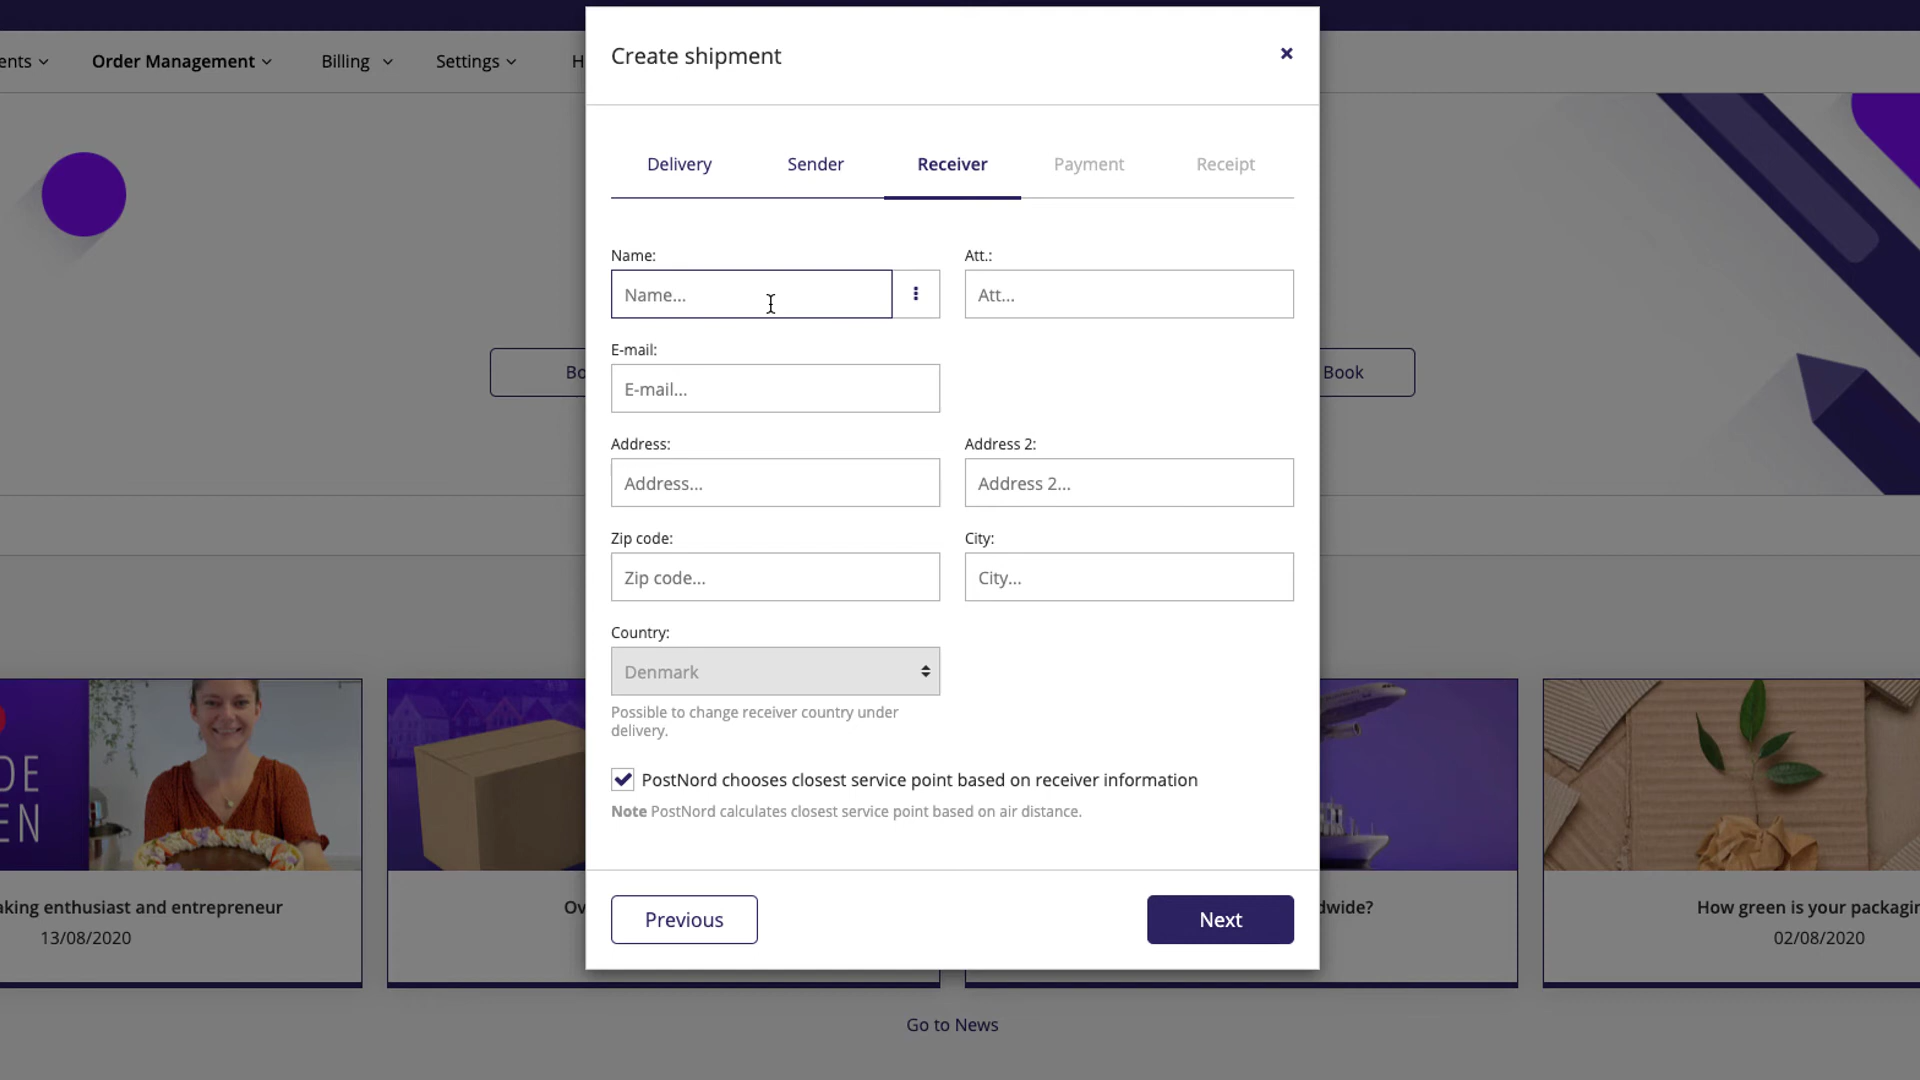 ents
Order Management
Billing
Settings
H
Create shipment
Delivery
Sender
Receiver
Payment
Receipt
Name:
Att.:
Name...
Att...
E-mail:
E-mail...
Bo
Book
Address:
Address 2:
Address...
Address 2...
Zip code:
City:
Zip code...
City...
Country:
Denmark
Possible to change receiver country under
delivery.
PostNord chooses closest service point based on receiver information
Note PostNord calculates closest service point based on air distance.
DE
EN
Previous
Next
aking enthusiast and entrepreneur
13/08/2020
Ov
dwide?
How green is your packagin
02/08/2020
Go to News